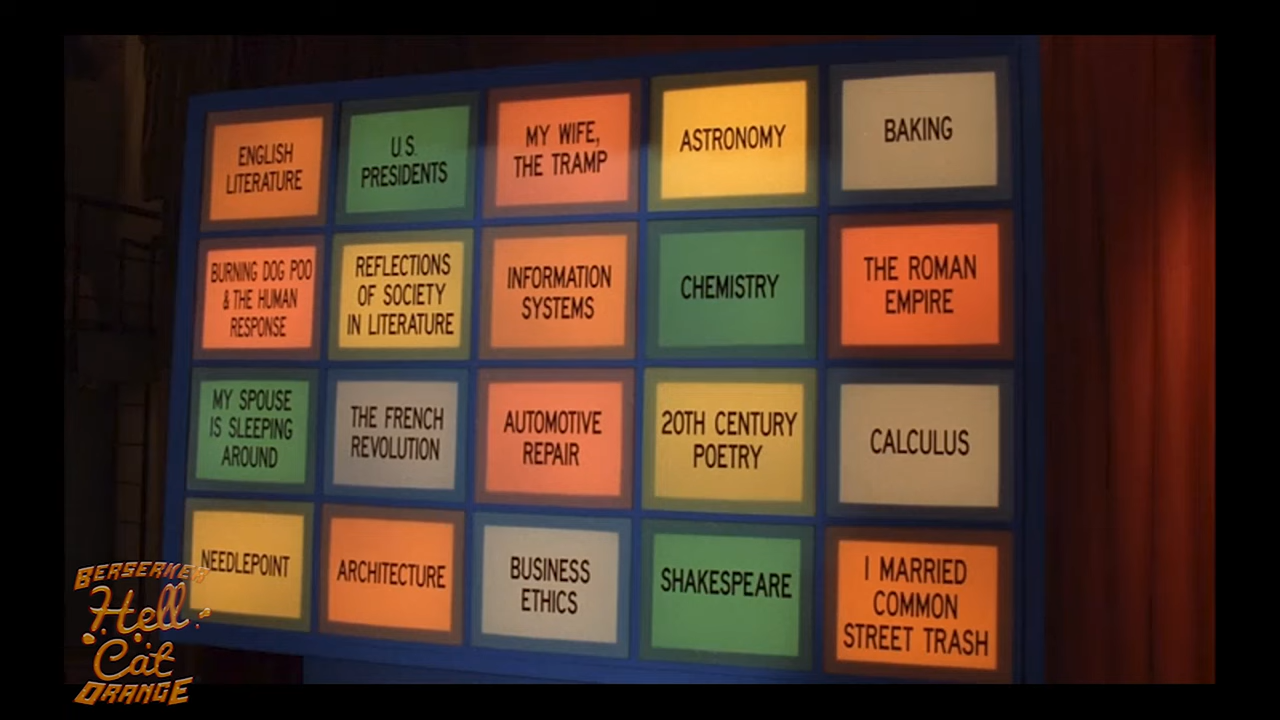 ENGLISH
LITERATURE
U.S.
PRESIDENTS
MY WIFE,
THE TRAMP
ASTRONOMY
BAKING
BURNING DOG POO
& THE HUMAN
RESPONSE
REFLECTIONS
OF SOCIETY
IN LITERATURE
INFORMATION
SYSTEMS
CHEMISTRY
THE ROMAN
EMPIRE
MY SPOUSE
IS SLEEPING
AROUND
THE FRENCH
REVOLUTION
AUTOMOTIVE
REPAIR
20TH CENTURY
POETRY
CALCULUS
NEEDLEPOINT
ARCHITECTURE
BUSINESS
ETHICS
SHAKESPEARE
I MARRIED
COMMON
STREET TRASH
BERSERKER
Hell
Cat
ORANGE